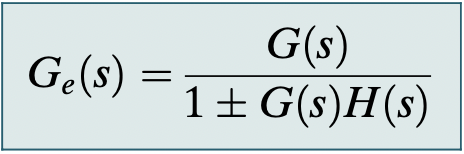 Gₑ(s) = G(s) / (1 ± G(s)H(s))